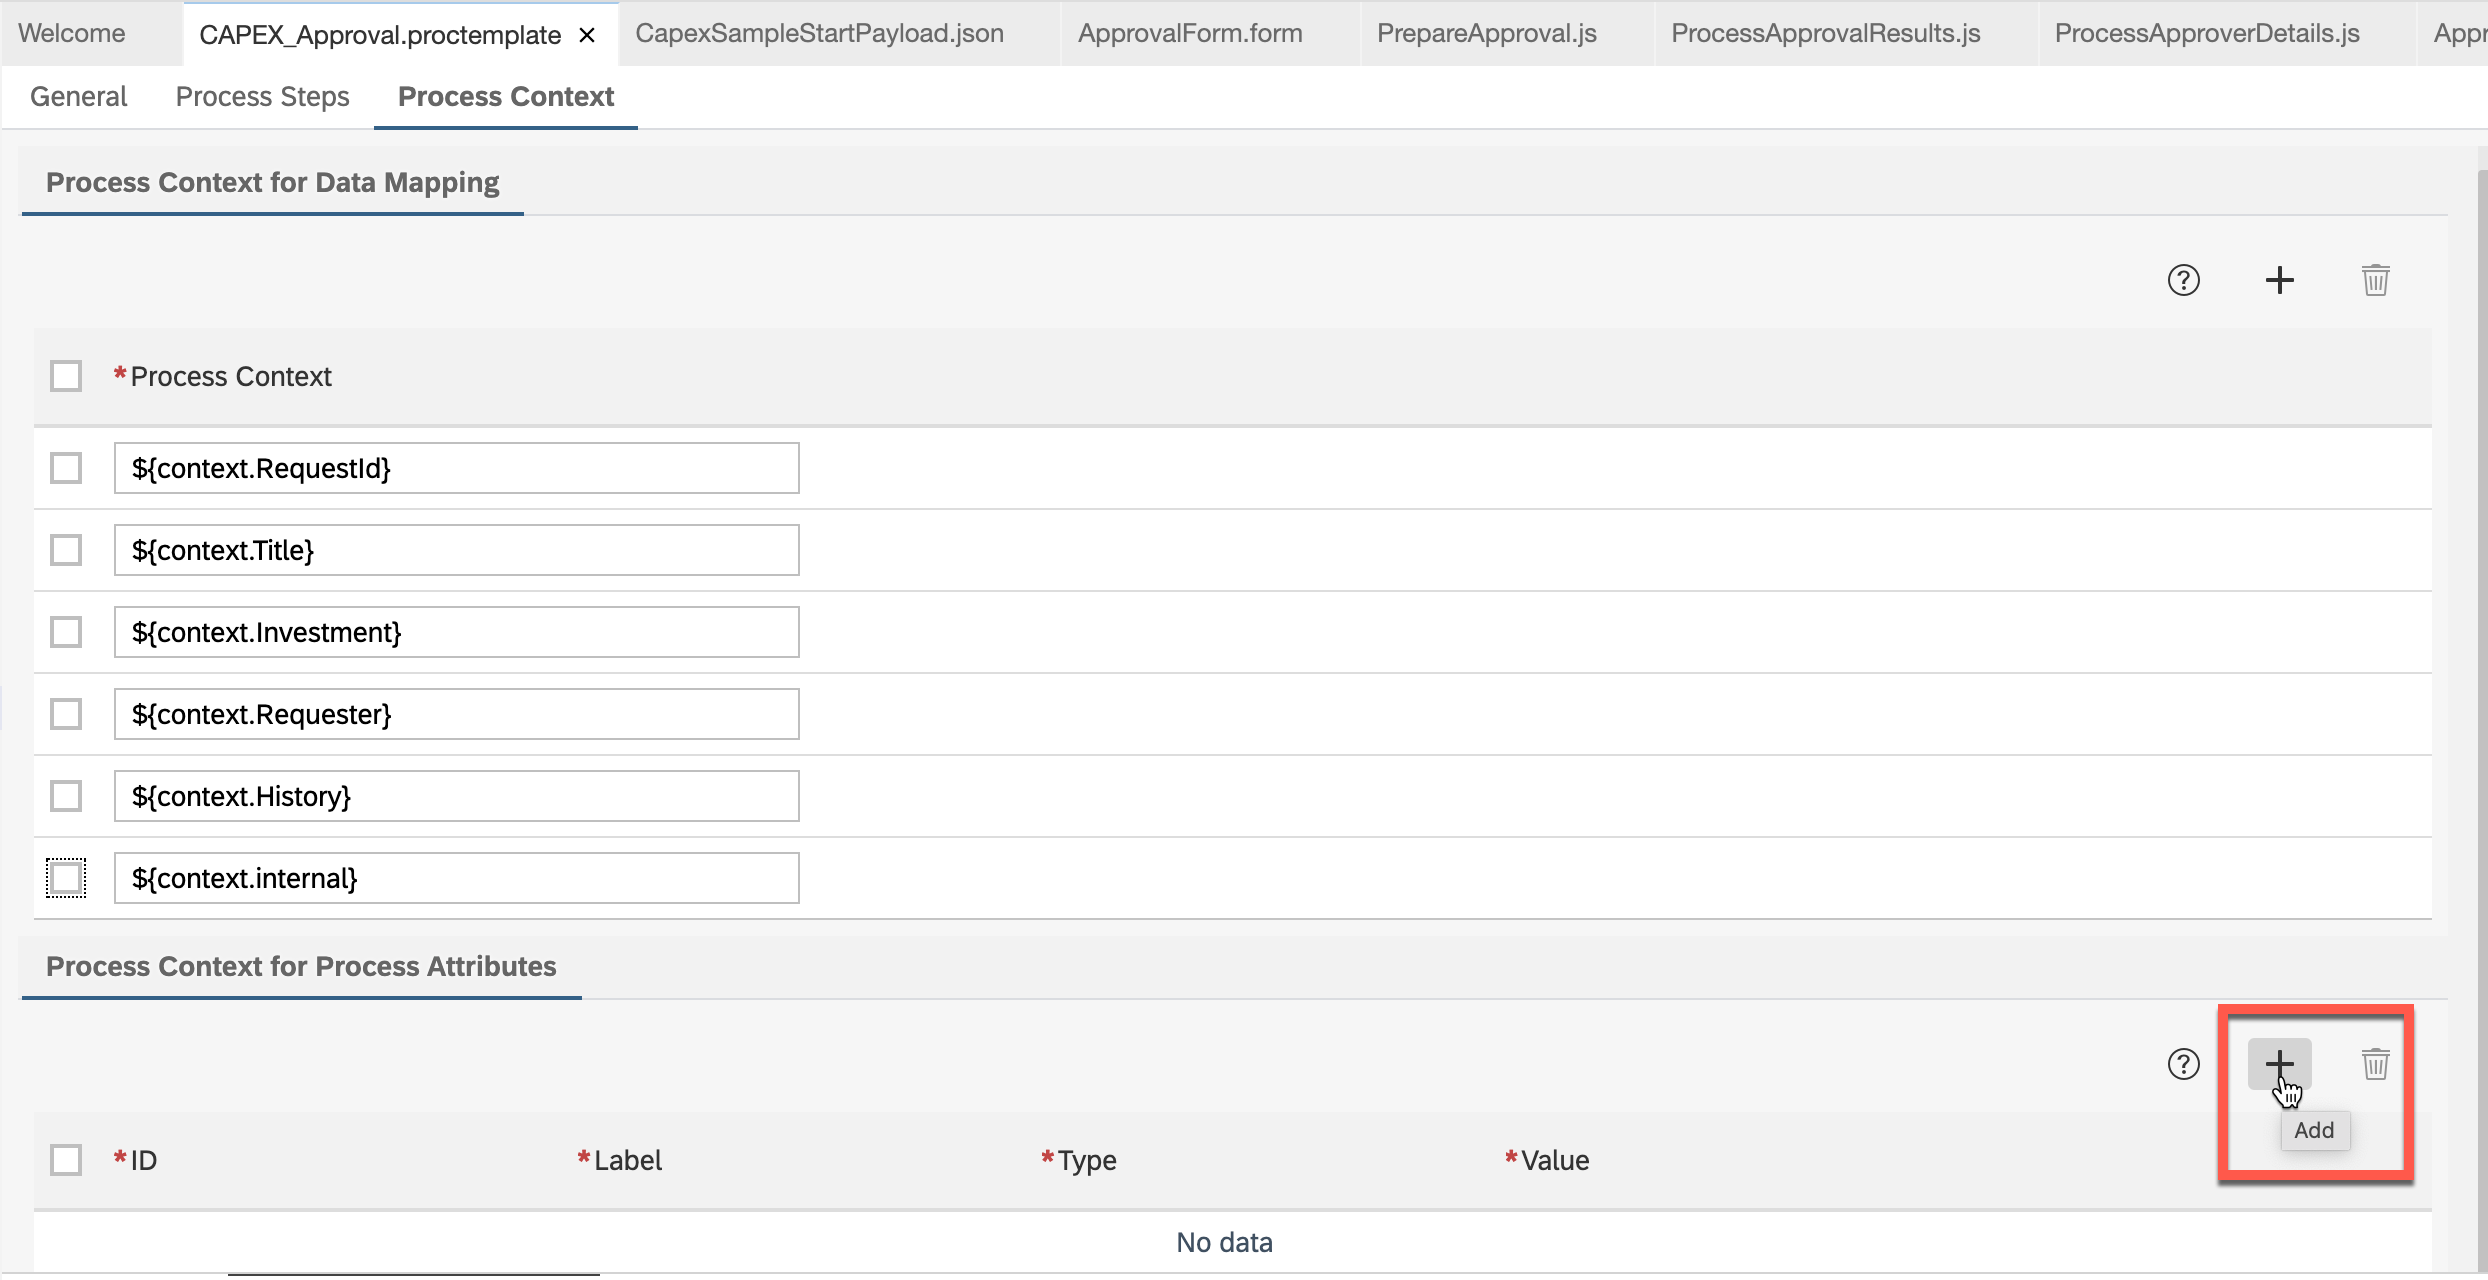 Welcome CAPEX_Approval.proctemplate × CapexSampleStartPayload.json ApprovalForm.form PrepareApproval.js ProcessApprovalResults.js ProcessApproverDetails.js
General Process Steps Process Context
Process Context for Data Mapping
?
*Process Context
${context.RequestId}
${context.Title}
${context.Investment}
${context.Requester}
${context.History}
${context.internal}
Process Context for Process Attributes
?
Add
*ID *Label *Type *Value
No data